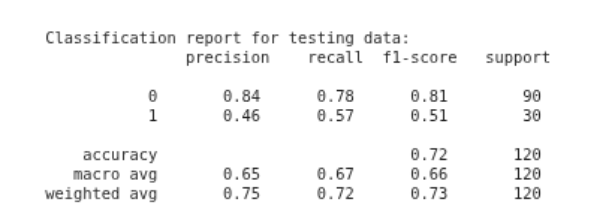 Classification report for testing data:
precision recall f1-score support
0 0.84 0.78 0.81 90
1 0.46 0.57 0.51 30
accuracy 0.72 120
macro avg 0.65 0.67 0.66 120
weighted avg 0.75 0.72 0.73 120